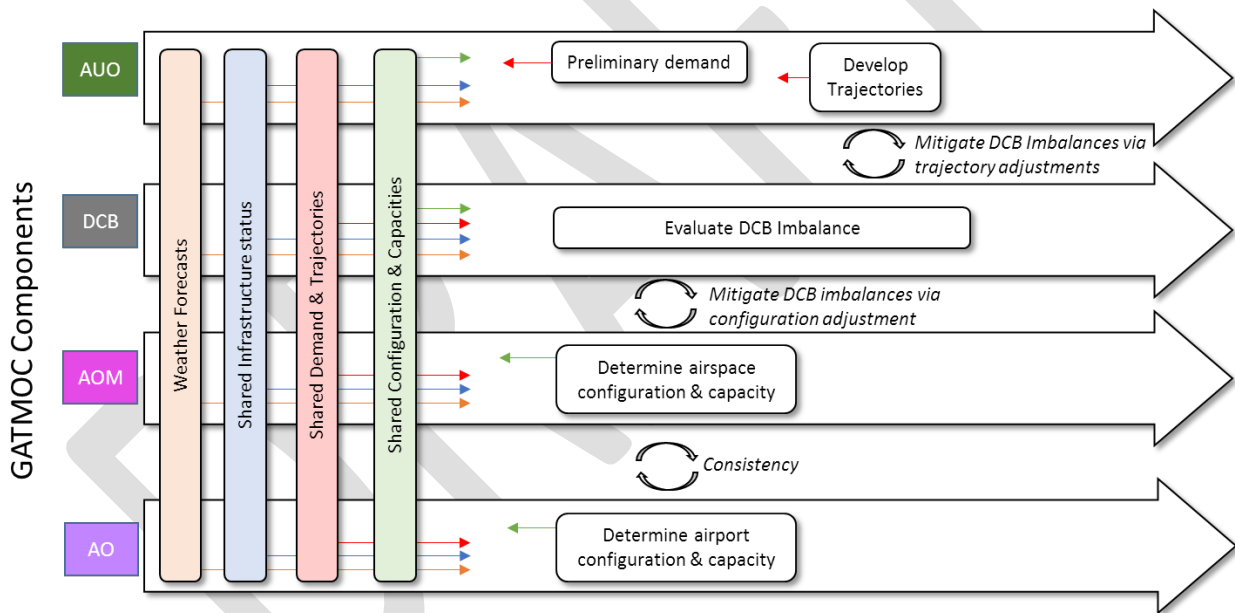 GATMOC Components
AUO
DCB
AOM
AO
Weather Forecasts
Shared Infrastructure status
Shared Demand & Trajectories
Shared Configuration & Capacities
Preliminary demand
Develop
Trajectories
Mitigate DCB Imbalances via
trajectory adjustments
Evaluate DCB Imbalance
Mitigate DCB imbalances via
configuration adjustment
Determine airspace
configuration & capacity
Consistency
Determine airport
configuration & capacity